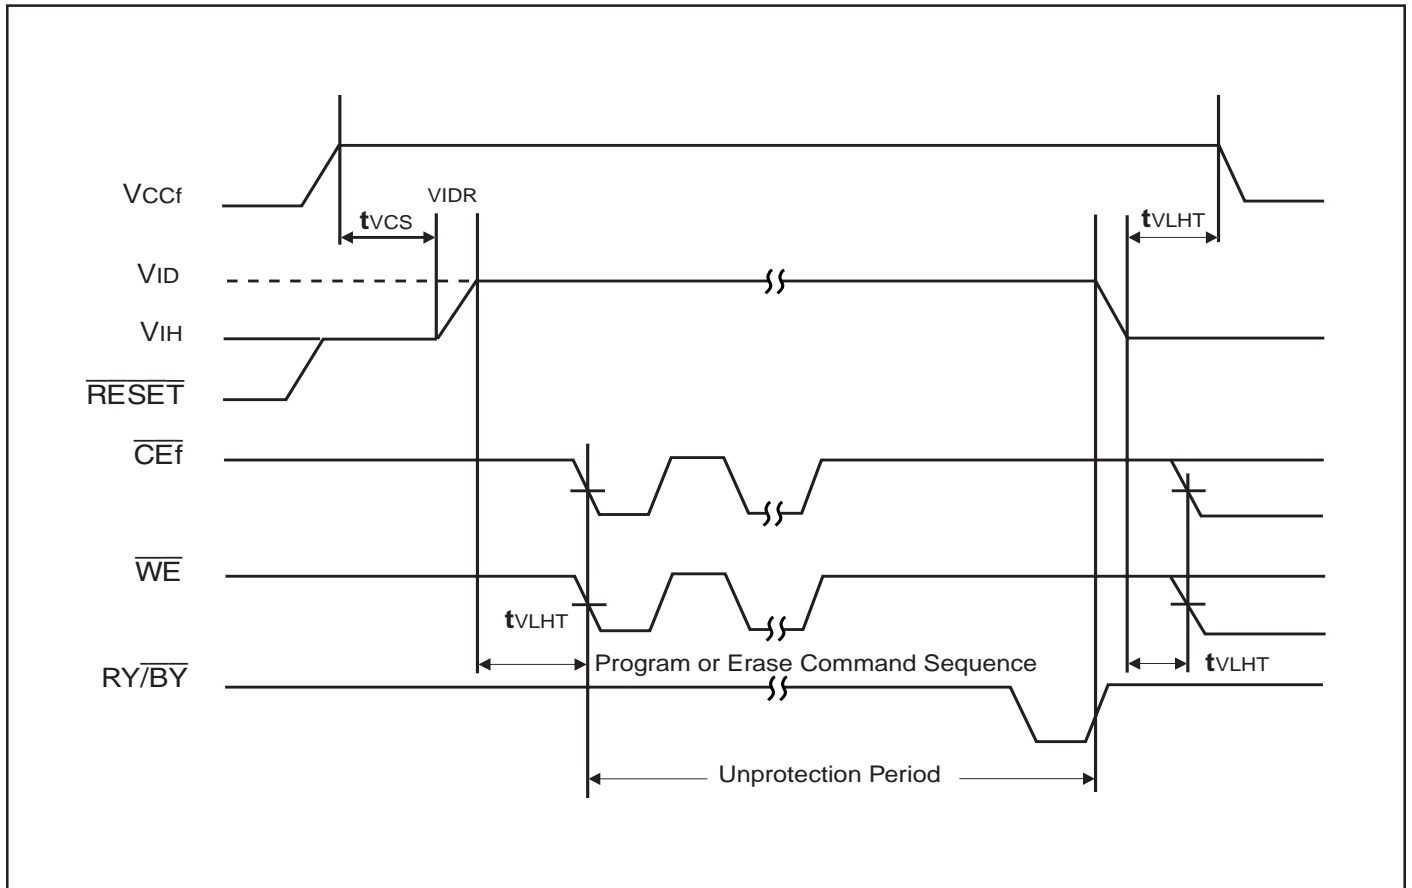 VCCf
VIDR
tVCS
tVLHT
VID
VIH
RESET
CEf
WE
tVLHT
Program or Erase Command Sequence
tVLHT
RY/BY
Unprotection Period